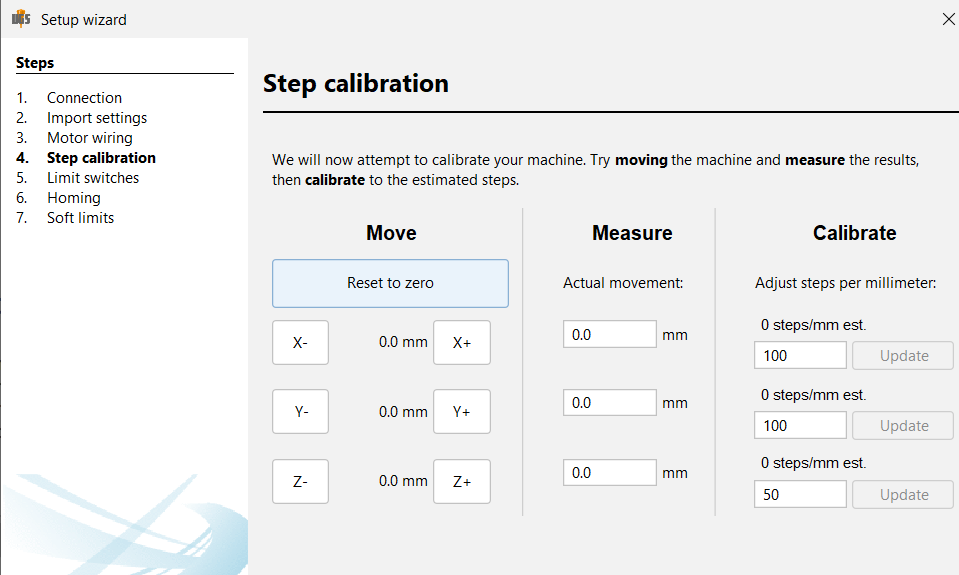 UGS Setup wizard
Steps
1. Connection
2. Import settings
3. Motor wiring
4. Step calibration
5. Limit switches
6. Homing
7. Soft limits
Step calibration
We will now attempt to calibrate your machine. Try moving the machine and measure the results,
then calibrate to the estimated steps.
Move
Reset to zero
X- 0.0 mm X+
Y- 0.0 mm Y+
Z- 0.0 mm Z+
Measure
Actual movement:
0.0 mm
0.0 mm
0.0 mm
Calibrate
Adjust steps per millimeter:
0 steps/mm est.
100 Update
0 steps/mm est.
100 Update
0 steps/mm est.
50 Update